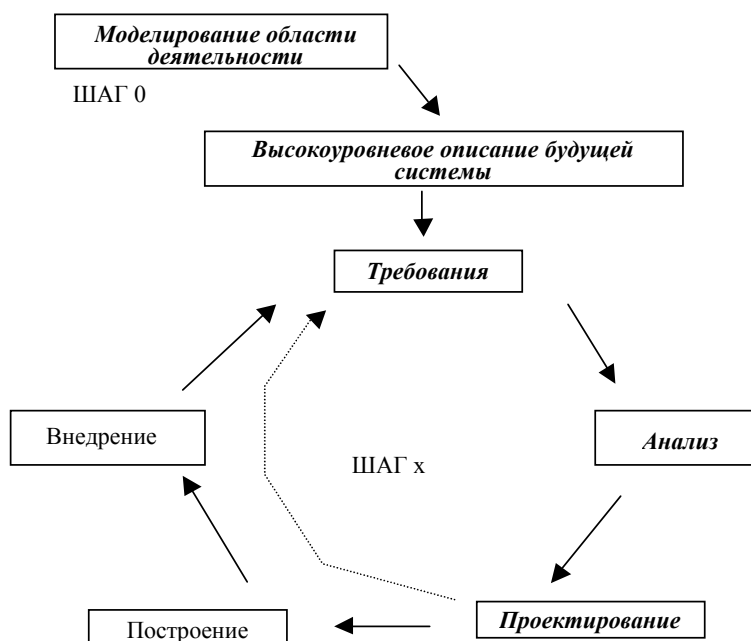 Моделирование области
деятельности
ШАГ 0
Высокоуровневое описание будущей
системы
Требования
Внедрение
Анализ
ШАГ x
Построение
Проектирование